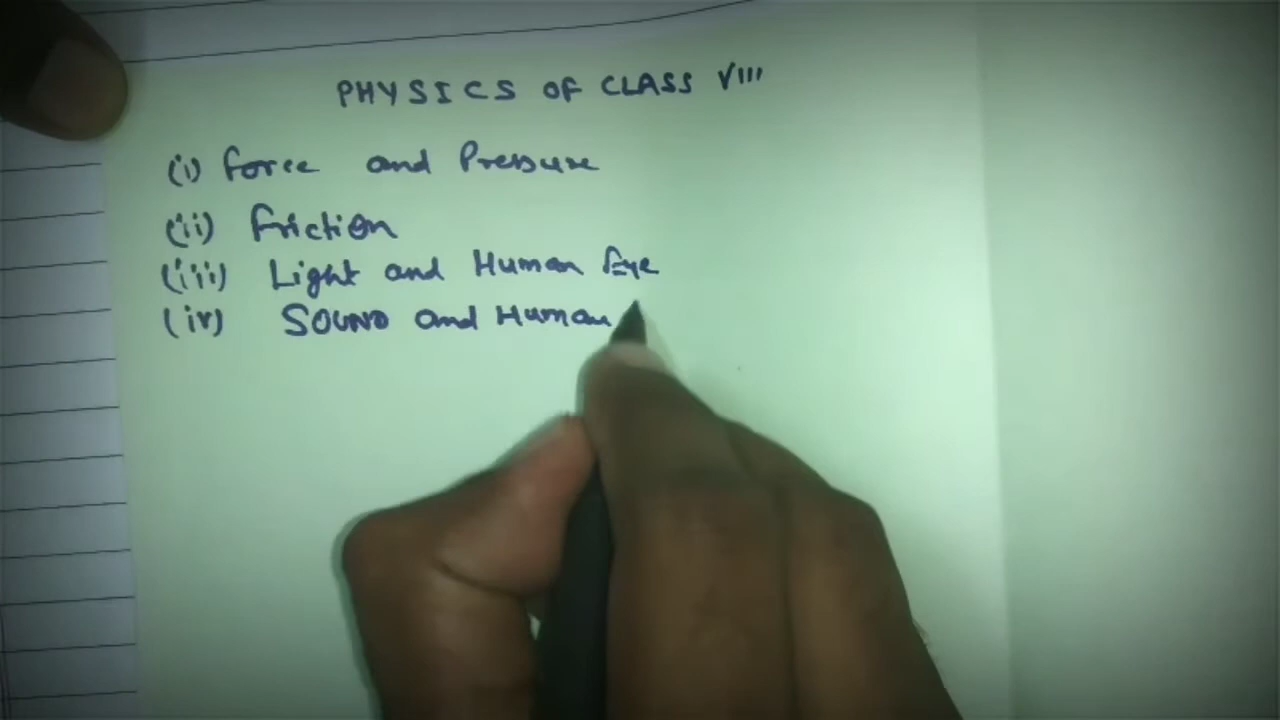 PHYSICS OF CLASS VIII
(i) Force and Pressure
(ii) Friction
(iii) Light and Human Eye
(iv) SOUND and Human